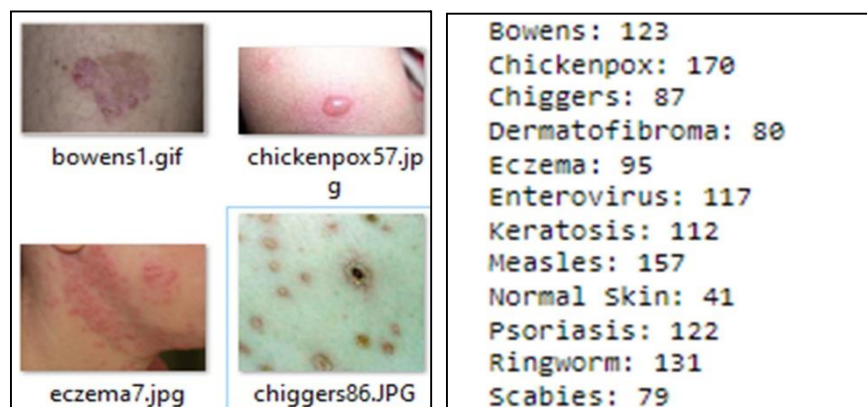 bowens1.gif
chickenpox57.jp
g
eczema7.jpg
chiggers86.JPG
Bowens: 123
Chickenpox: 170
Chiggers: 87
Dermatofibroma: 80
Eczema: 95
Enterovirus: 117
Keratosis: 112
Measles: 157
Normal Skin: 41
Psoriasis: 122
Ringworm: 131
Scabies: 79